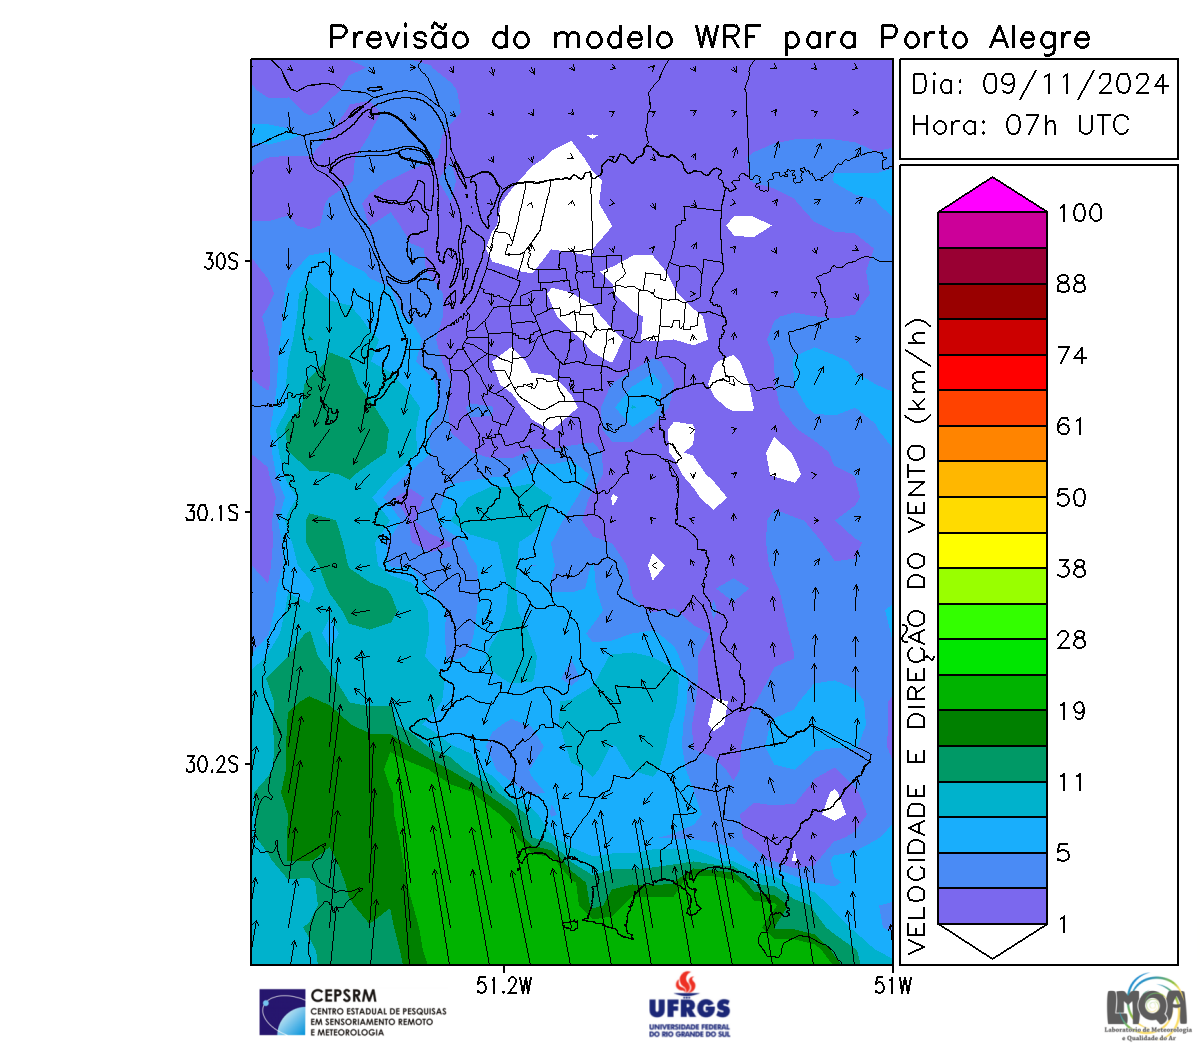 Previsão do modelo WRF para Porto Alegre
Dia: 09/11/2024
Hora: 07h UTC
30S
30.1S
30.2S
51.2W
51W
VELOCIDADE E DIREÇÃO DO VENTO (km/h)
100
88
74
61
50
38
28
19
11
5
1
CEPSRM
CENTRO ESTADUAL DE PESQUISAS
EM SENSORIAMENTO REMOTO
E METEOROLOGIA
UFRGS
UNIVERSIDADE FEDERAL
DO RIO GRANDE DO SUL
LMQA
Laboratório de Meteorologia
e Qualidade do Ar